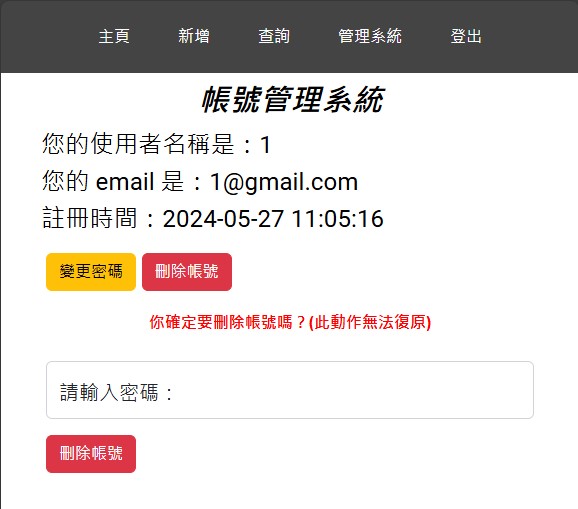 主頁 新增 查詢 管理系統 登出
帳號管理系統
您的使用者名稱是：1
您的 email 是：1@gmail.com
註冊時間：2024-05-27 11:05:16
變更密碼 刪除帳號
你確定要刪除帳號嗎？(此動作無法復原)
請輸入密碼：
刪除帳號